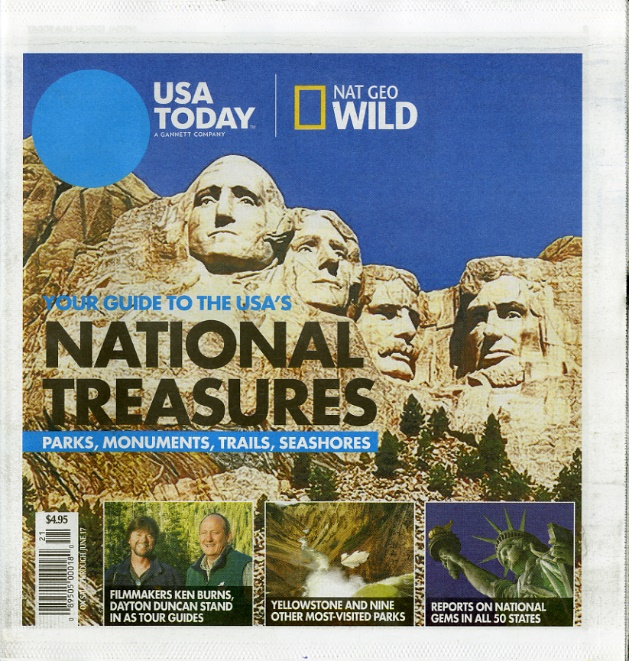 USA
TODAY
A GANNETT COMPANY
NAT GEO
WILD
YOUR GUIDE TO THE USA'S
NATIONAL
TREASURES
PARKS, MONUMENTS, TRAILS, SEASHORES
$4.95
21
FILMMAKERS KEN BURNS,
DAYTON DUNCAN STAND
IN AS TOUR GUIDES
YELLOWSTONE AND NINE
OTHER MOST-VISITED PARKS
REPORTS ON NATIONAL
GEMS IN ALL 50 STATES